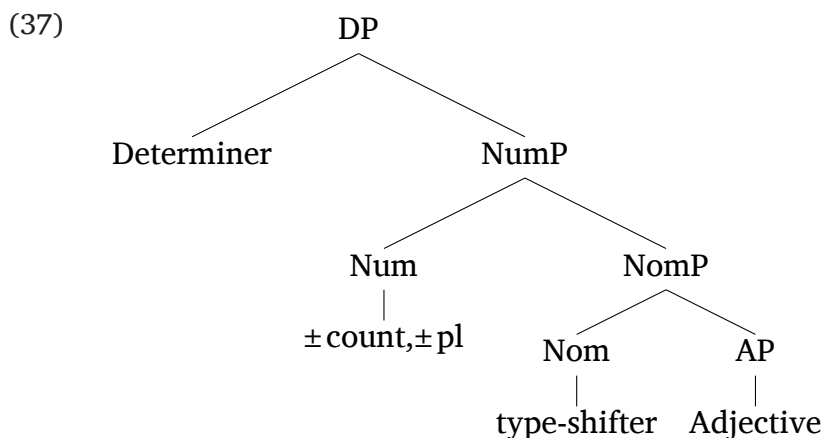 (37) DP
Determiner NumP
Num NomP
±count,±pl Nom AP
type-shifter Adjective